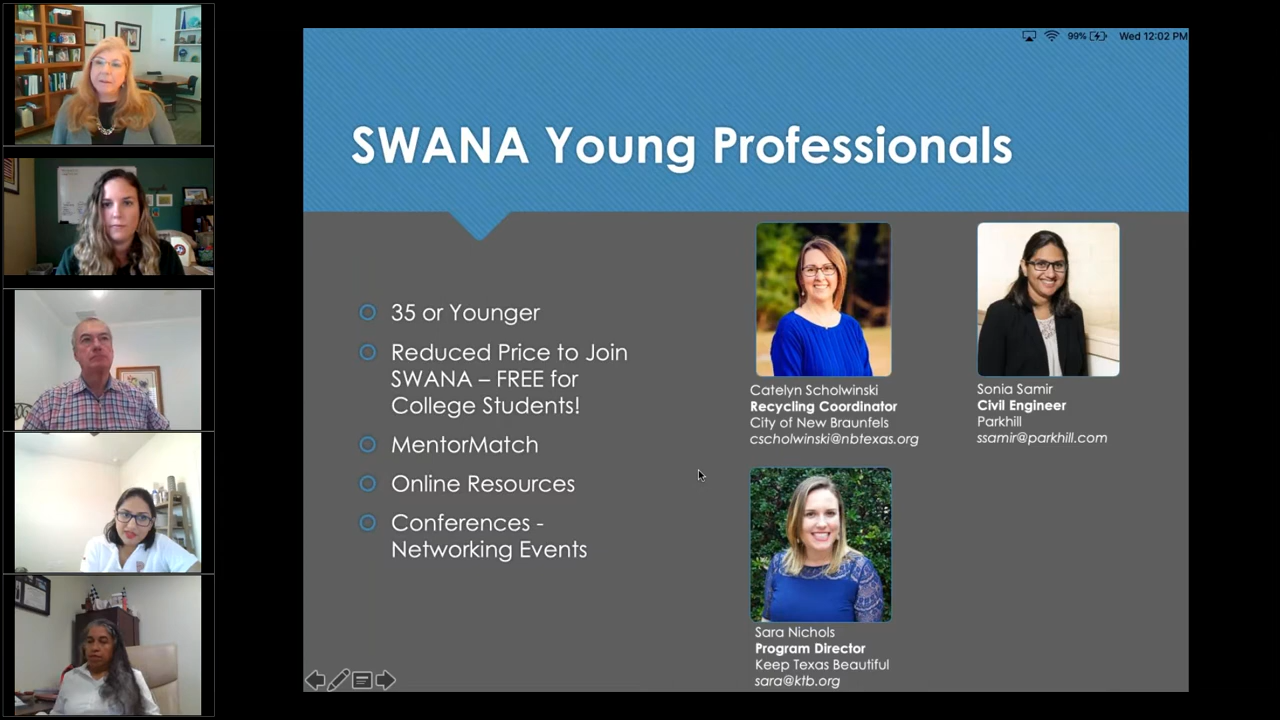 99% Wed 12:02 PM
SWANA Young Professionals
35 or Younger
Reduced Price to Join
SWANA – FREE for
College Students!
MentorMatch
Online Resources
Conferences -
Networking Events
Catelyn Scholwinski
Recycling Coordinator
City of New Braunfels
cscholwinski@nbtexas.org
Sonia Samir
Civil Engineer
Parkhill
ssamir@parkhill.com
Sara Nichols
Program Director
Keep Texas Beautiful
sara@ktb.org